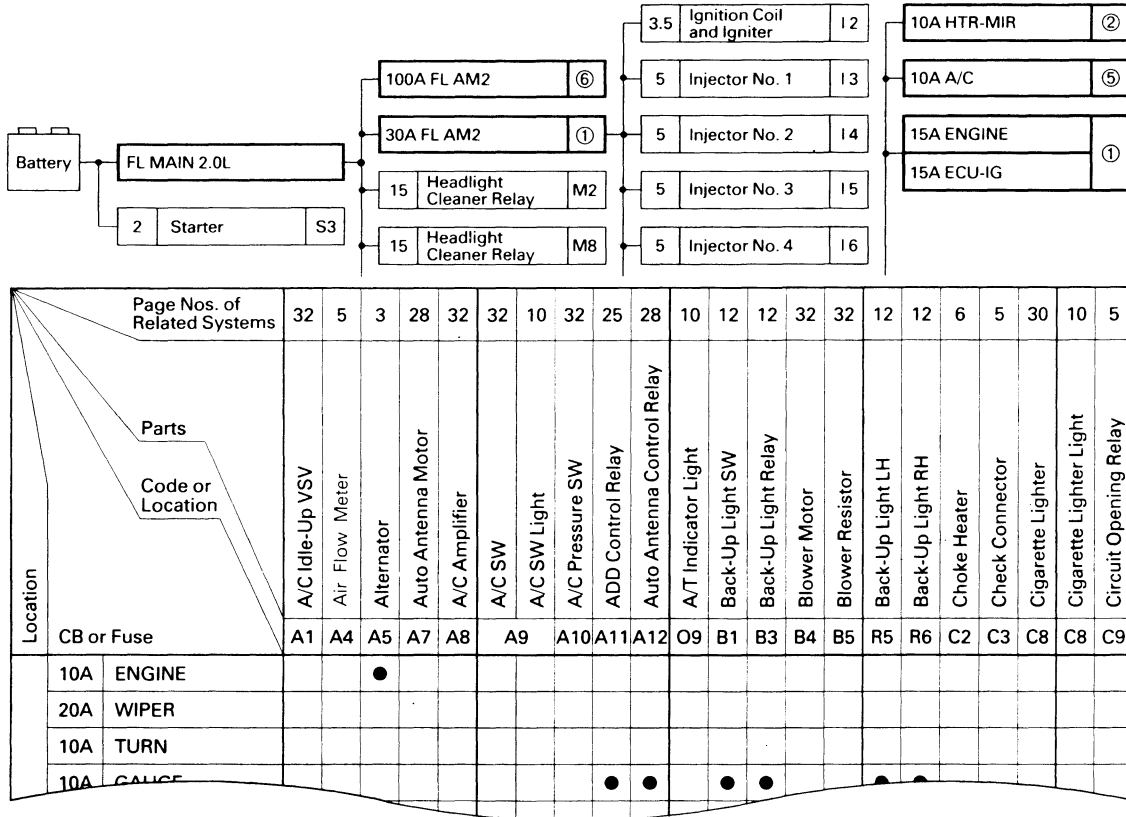 3.5 Ignition Coil and Igniter I2
10A HTR-MIR ②
100A FL AM2 ⑥
5 Injector No. 1 I3
10A A/C ⑤
Battery
FL MAIN 2.0L
30A FL AM2 ①
5 Injector No. 2 I4
15A ENGINE ①
15A ECU-IG
15 Headlight Cleaner Relay M2
5 Injector No. 3 I5
2 Starter S3
15 Headlight Cleaner Relay M8
5 Injector No. 4 I6
Page Nos. of Related Systems 32 5 3 28 32 32 10 32 25 28 10 12 12 32 32 12 12 6 5 30 10 5
Parts
Code or Location
Location
A/C Idle-Up VSV
Air Flow Meter
Alternator
Auto Antenna Motor
A/C Amplifier
A/C SW
A/C SW Light
A/C Pressure SW
ADD Control Relay
Auto Antenna Control Relay
A/T Indicator Light
Back-Up Light SW
Back-Up Light Relay
Blower Motor
Blower Resistor
Back-Up Light LH
Back-Up Light RH
Choke Heater
Check Connector
Cigarette Lighter
Cigarette Lighter Light
Circuit Opening Relay
CB or Fuse A1 A4 A5 A7 A8 A9 A10 A11 A12 O9 B1 B3 B4 B5 R5 R6 C2 C3 C8 C8 C9
10A ENGINE ●
20A WIPER
10A TURN
10A GAUGE ● ● ● ● ● ●